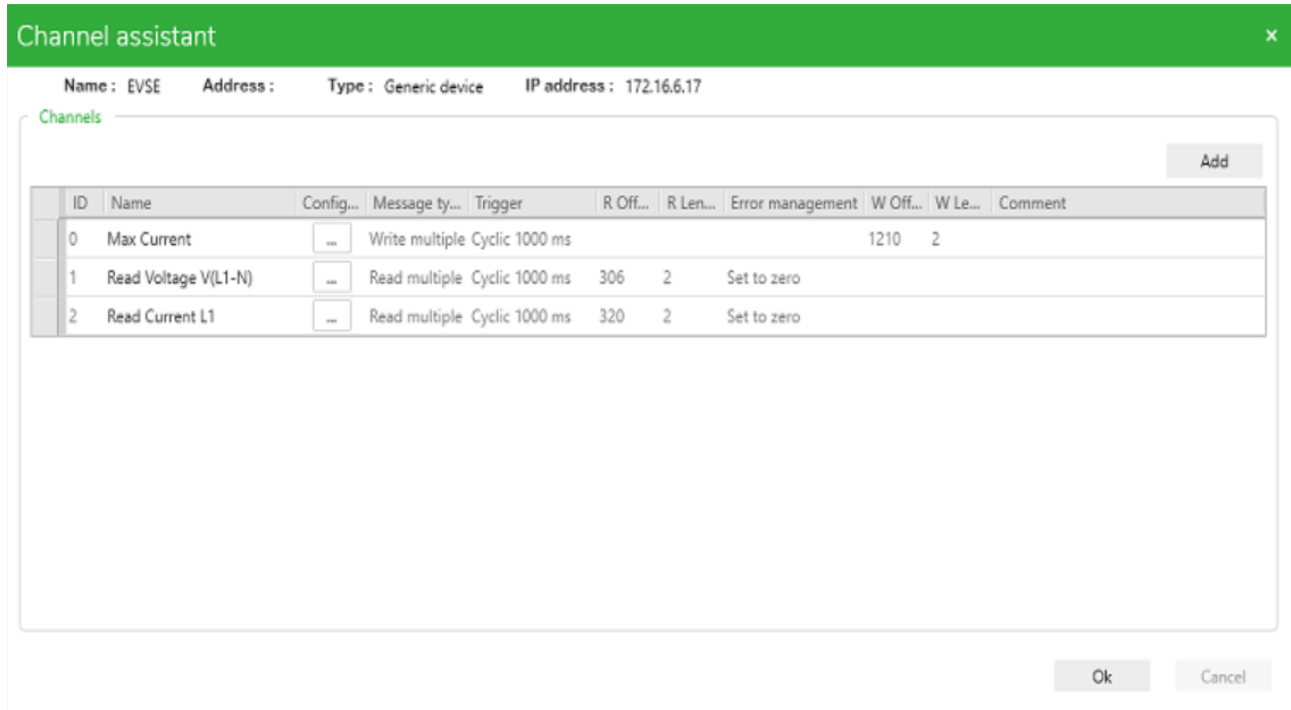 Channel assistant ×
Name : EVSE Address : Type : Generic device IP address : 172.16.6.17
Channels
Add
ID Name Config... Message ty... Trigger R Off... R Len... Error management W Off... W Le... Comment
0 Max Current ... Write multiple Cyclic 1000 ms 1210 2
1 Read Voltage V(L1-N) ... Read multiple Cyclic 1000 ms 306 2 Set to zero
2 Read Current L1 ... Read multiple Cyclic 1000 ms 320 2 Set to zero
Ok Cancel